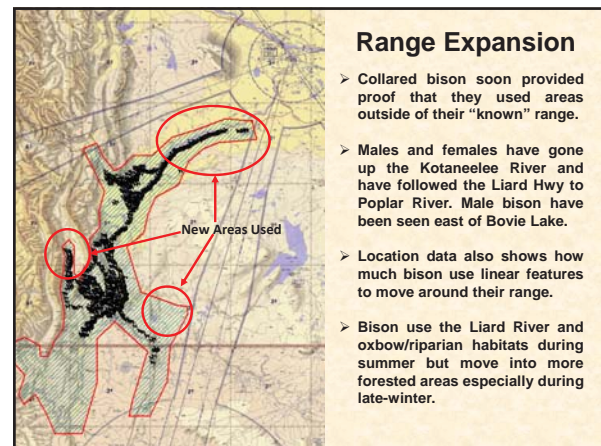 Range Expansion
➢ Collared bison soon provided
proof that they used areas
outside of their “known” range.
➢ Males and females have gone
up the Kotaneelee River and
have followed the Liard Hwy to
Poplar River. Male bison have
been seen east of Bovie Lake.
➢ Location data also shows how
much bison use linear features
to move around their range.
➢ Bison use the Liard River and
oxbow/riparian habitats during
summer but move into more
forested areas especially during
late-winter.
New Areas Used